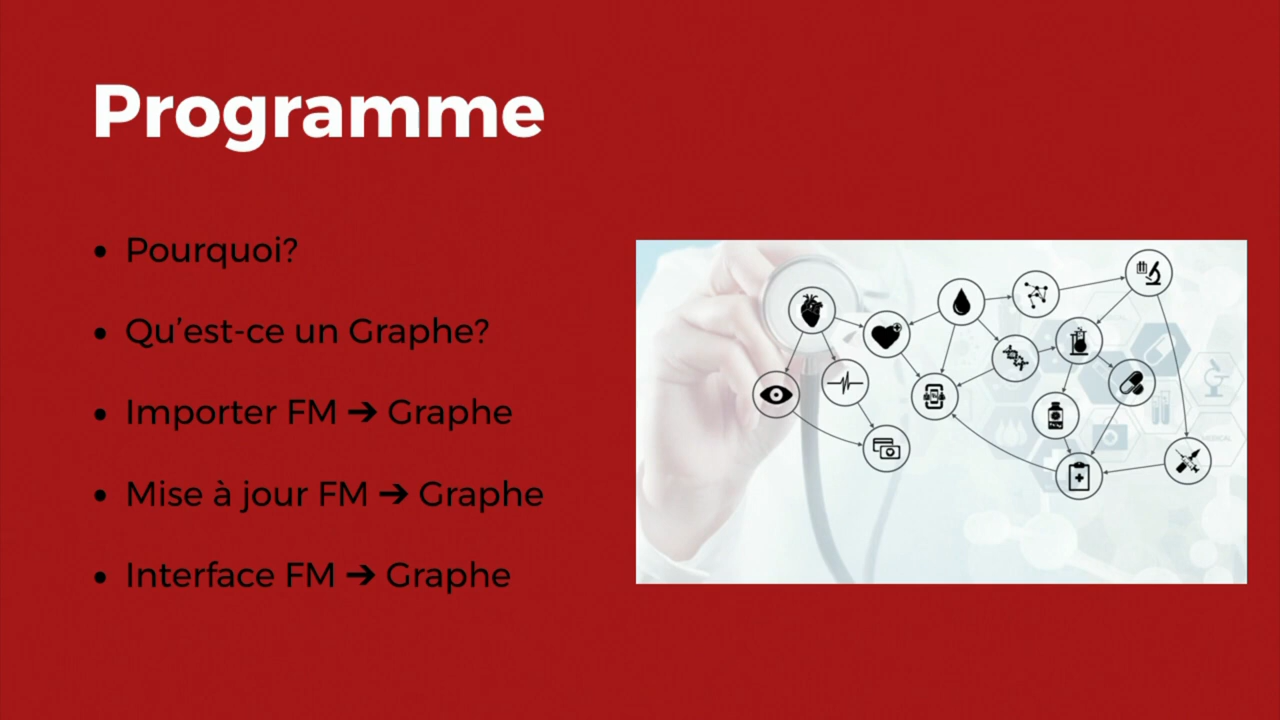 Programme
• Pourquoi?
• Qu’est-ce un Graphe?
• Importer FM ➔ Graphe
• Mise à jour FM ➔ Graphe
• Interface FM ➔ Graphe